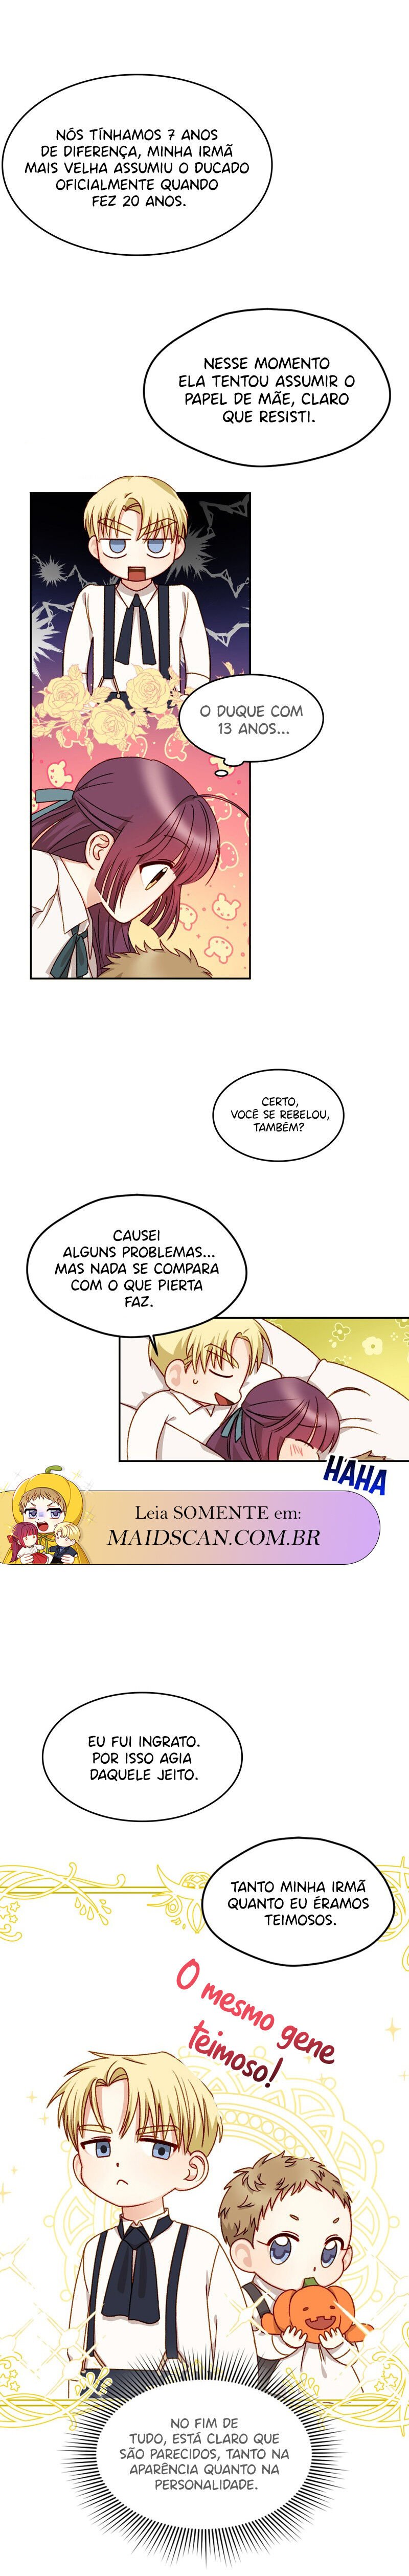 NÓS TÍNHAMOS 7 ANOS
DE DIFERENÇA, MINHA IRMÃ
MAIS VELHA ASSUMIU O DUCADO
OFICIALMENTE QUANDO
FEZ 20 ANOS.
NESSE MOMENTO
ELA TENTOU ASSUMIR O
PAPEL DE MÃE, CLARO
QUE RESISTI.
O DUQUE COM
13 ANOS...
CERTO,
VOCÊ SE REBELOU,
TAMBÉM?
CAUSEI
ALGUNS PROBLEMAS...
MAS NADA SE COMPARA
COM O QUE PIERTA
FAZ.
HAHA
Leia SOMENTE em:
MAIDSCAN.COM.BR
EU FUI INGRATO.
POR ISSO AGIA
DAQUELE JEITO.
TANTO MINHA IRMÃ
QUANTO EU ÉRAMOS
TEIMOSOS.
O mesmo gene
teimoso!
NO FIM DE
TUDO, ESTÁ CLARO QUE
SÃO PARECIDOS, TANTO NA
APARÊNCIA QUANTO NA
PERSONALIDADE.